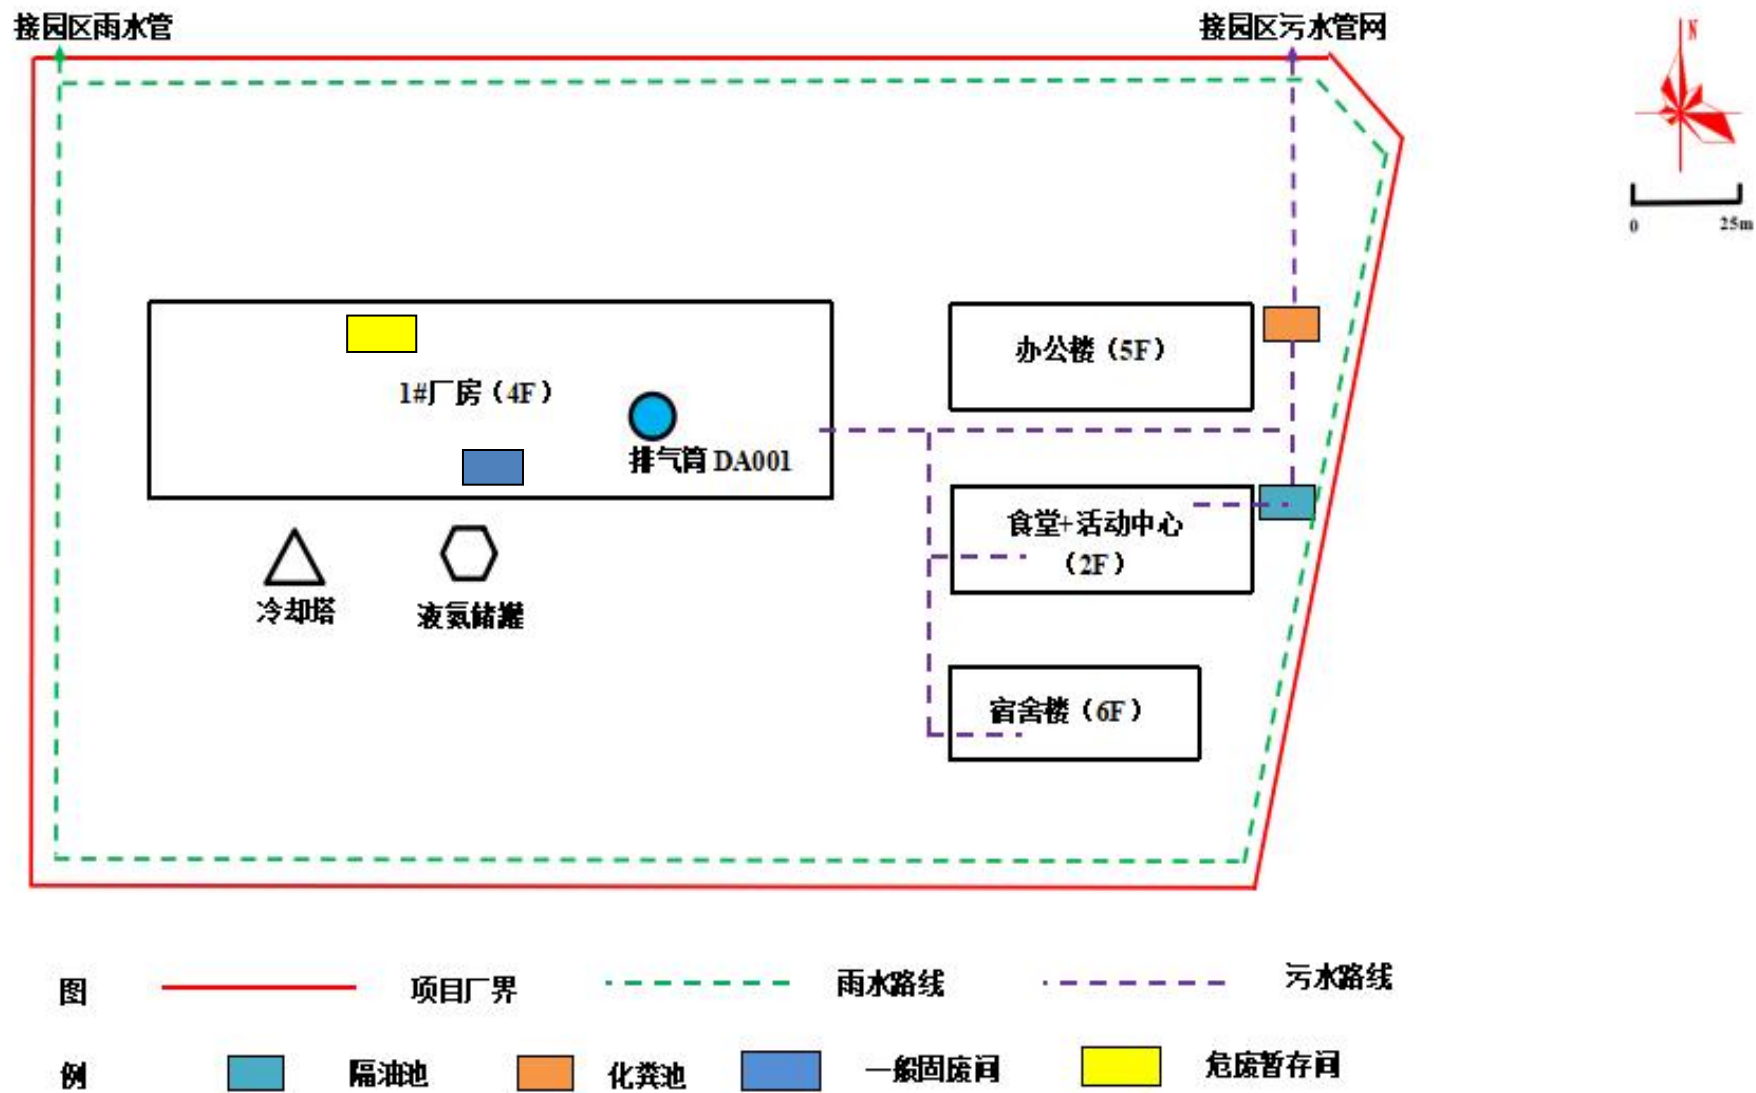 接园区雨水管
接园区污水管网
N
0
25m
办公楼（5F）
1#厂房（4F）
排气筒 DA001
食堂+活动中心
（2F）
冷却塔
液氮储罐
宿舍楼（6F）
图
项目厂界
雨水路线
污水路线
例
隔油池
化粪池
一般固废间
危废暂存间